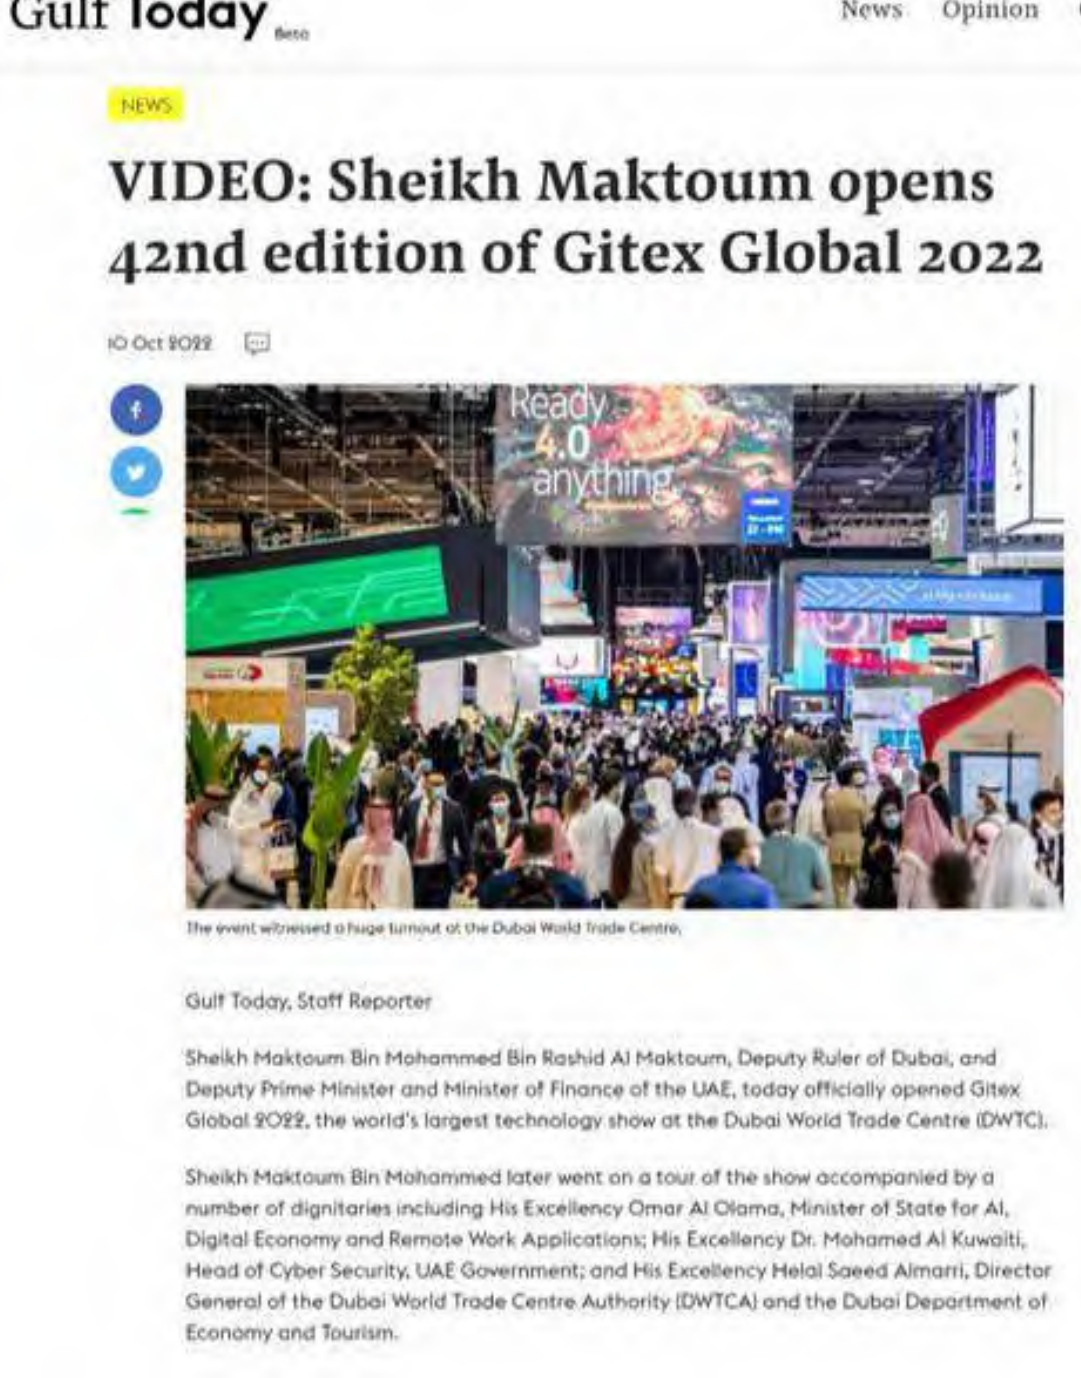 Gulf Today Beta
News Opinion
NEWS
VIDEO: Sheikh Maktoum opens
42nd edition of Gitex Global 2022
10 Oct 2022
Ready
4.0
anything
The event witnessed a huge turnout at the Dubai World Trade Centre.
Gulf Today, Staff Reporter
Sheikh Maktoum Bin Mohammed Bin Rashid Al Maktoum, Deputy Ruler of Dubai, and
Deputy Prime Minister and Minister of Finance of the UAE, today officially opened Gitex
Global 2022, the world's largest technology show at the Dubai World Trade Centre (DWTC).
Sheikh Maktoum Bin Mohammed later went on a tour of the show accompanied by a
number of dignitaries including His Excellency Omar Al Olama, Minister of State for AI,
Digital Economy and Remote Work Applications; His Excellency Dr. Mohamed Al Kuwaiti,
Head of Cyber Security, UAE Government; and His Excellency Helal Saeed Almarri, Director
General of the Dubai World Trade Centre Authority (DWTCA) and the Dubai Department of
Economy and Tourism.